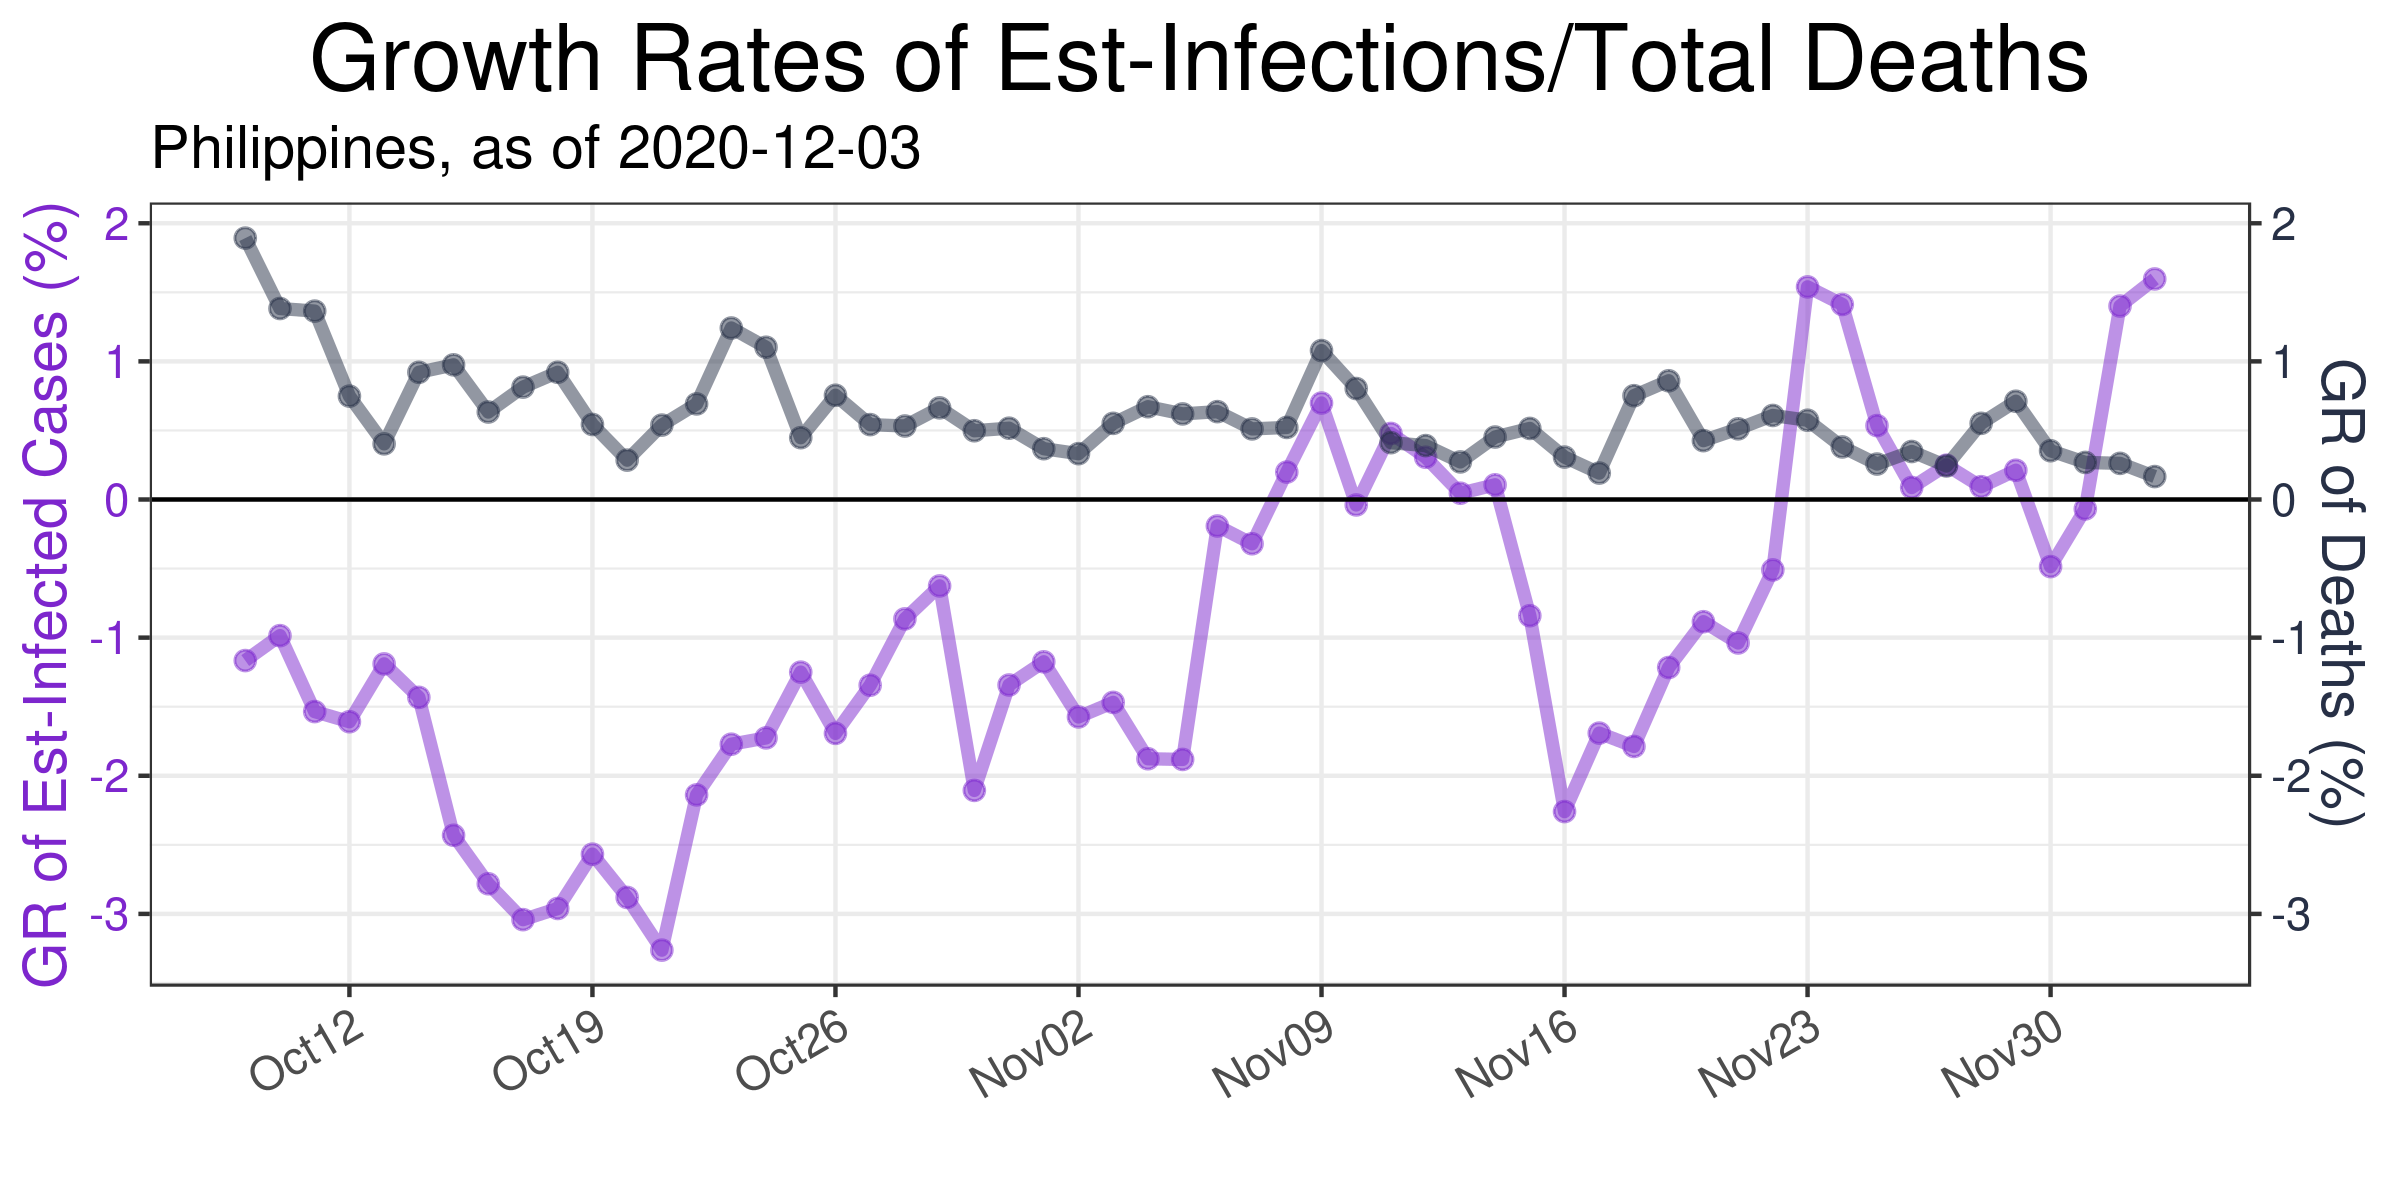 Growth Rates of Est-Infections/Total Deaths
Philippines, as of 2020-12-03
GR of Est-Infected Cases (%)
2
1
0
-1
-2
-3
2
1
0
-1
-2
-3
GR of Deaths (%)
Oct12
Oct19
Oct26
Nov02
Nov09
Nov16
Nov23
Nov30